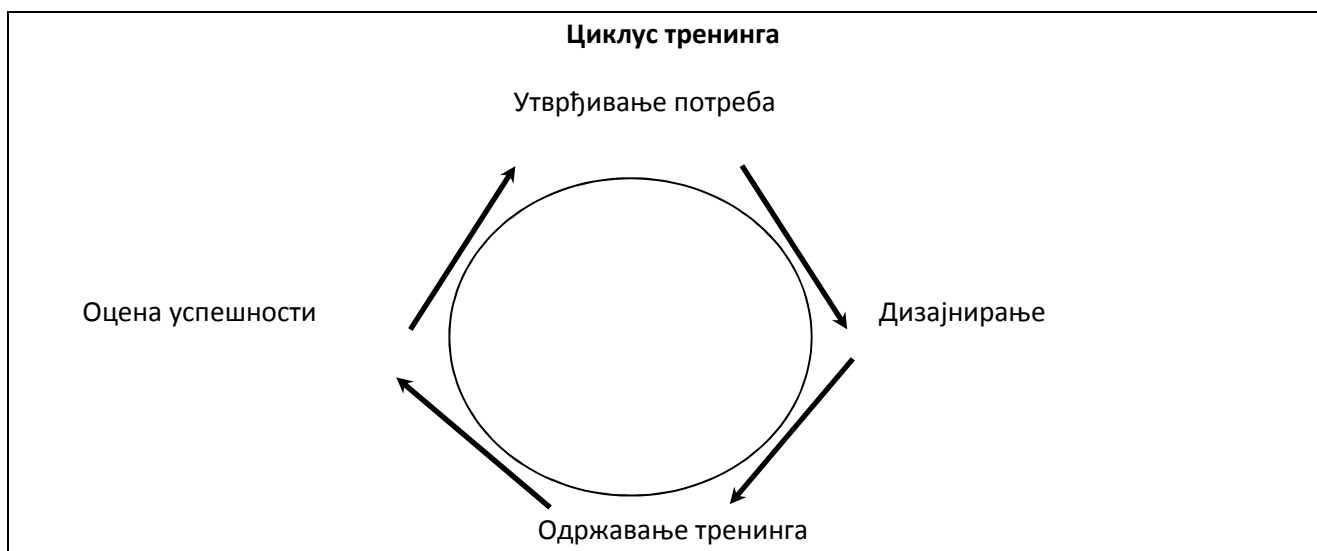 Циклус тренинга
Утврђивање потреба
Оцена успешности
Дизајнирање
Одржавање тренинга